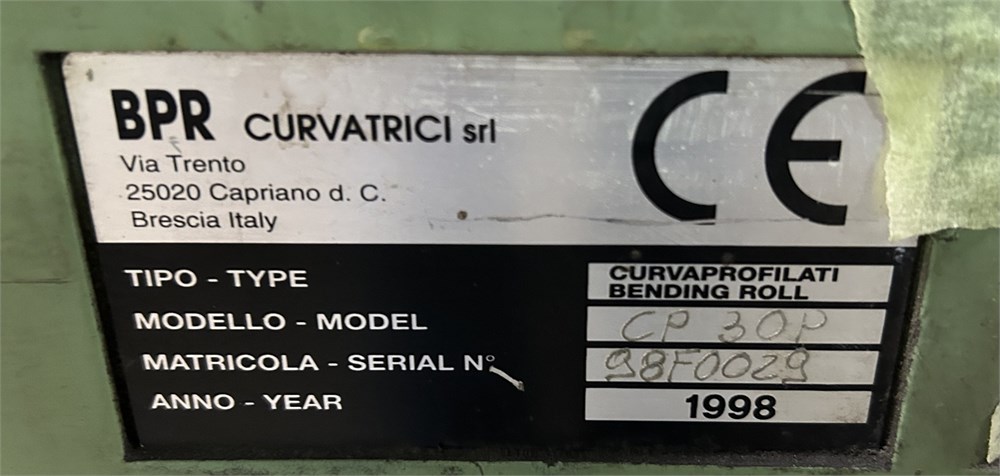 BPR CURVATRICI srl
CE
Via Trento
25020 Capriano d. C.
Brescia Italy
TIPO - TYPE CURVAPROFILATI
BENDING ROLL
MODELLO - MODEL CP 30P
MATRICOLA - SERIAL N° 98F0029
ANNO - YEAR 1998